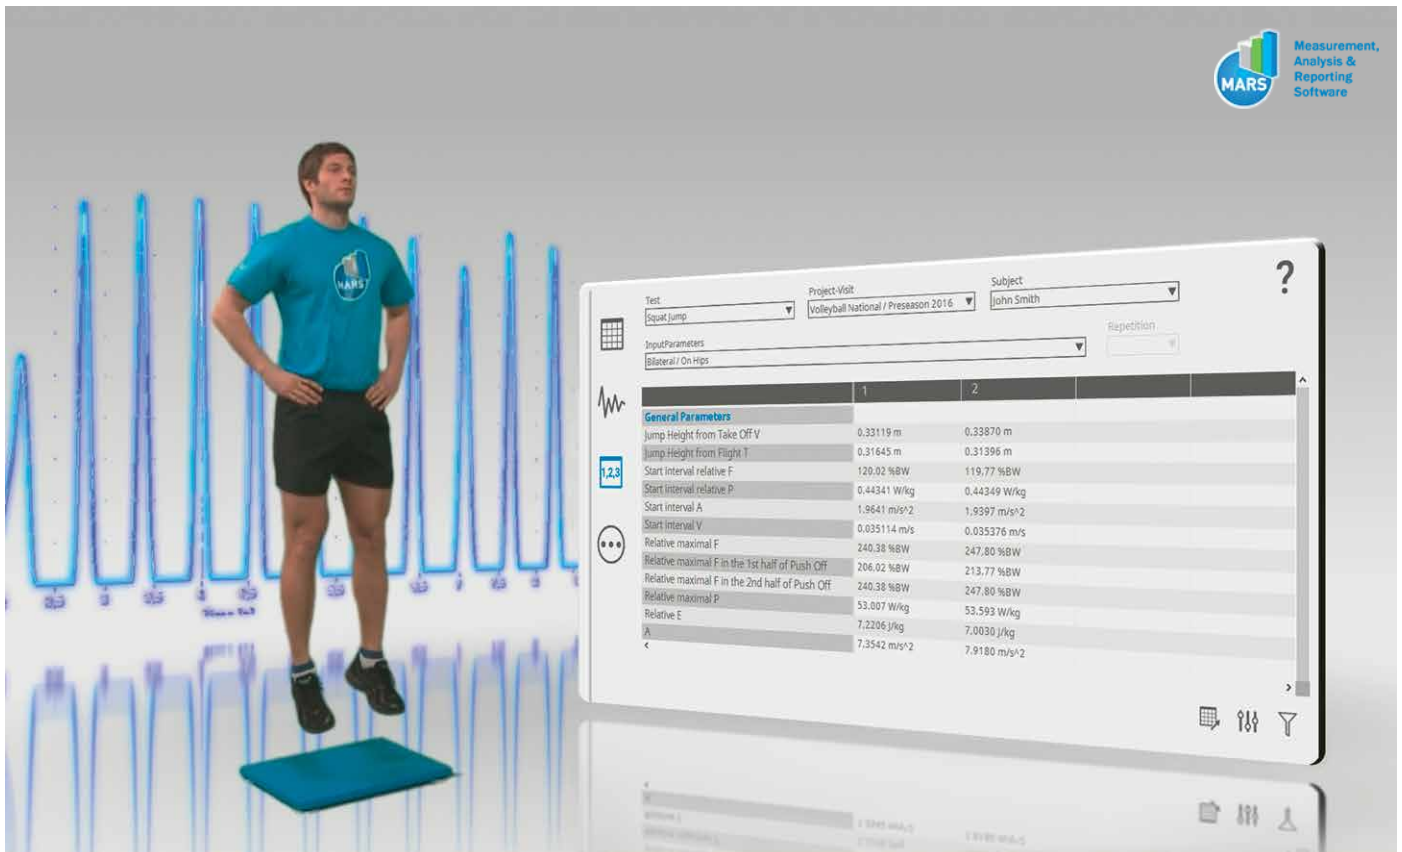 Measurement,
Analysis &
Reporting
Software
MARS
MARS
Test
Squat Jump
Project-Visit
Volleyball National / Preseason 2016
Subject
John Smith
InputParameters
Bilateral / On Hips
Repetition
?
1,2,3
1 2
General Parameters
Jump Height from Take Off V 0.33119 m 0.33870 m
Jump Height from Flight T 0.31645 m 0.31396 m
Start interval relative F 120.02 %BW 119.77 %BW
Start interval relative P 0.44341 W/kg 0.44349 W/kg
Start interval A 1.9641 m/s^2 1.9397 m/s^2
Start interval V 0.035114 m/s 0.035376 m/s
Relative maximal F 240.38 %BW 247.80 %BW
Relative maximal F in the 1st half of Push Off 206.02 %BW 213.77 %BW
Relative maximal F in the 2nd half of Push Off 240.38 %BW 247.80 %BW
Relative maximal P 53.007 W/kg 53.593 W/kg
Relative E 7.2206 J/kg 7.0030 J/kg
A 7.3542 m/s^2 7.9180 m/s^2